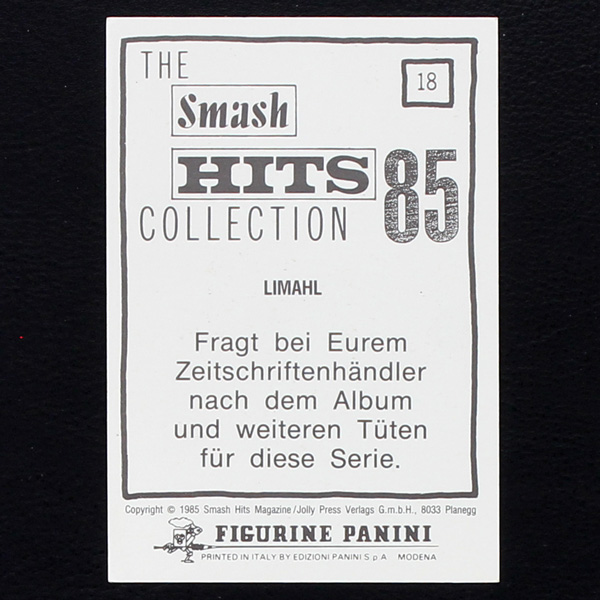 THE
18
Smash
HITS 85
COLLECTION
LIMAHL
Fragt bei Eurem
Zeitschriftenhändler
nach dem Album
und weiteren Tüten
für diese Serie.
Copyright © 1985 Smash Hits Magazine/Jolly Press Verlags G.m.b.H., 8033 Planegg
FIGURINE PANINI
PRINTED IN ITALY BY EDIZIONI PANINI S.p.A. MODENA